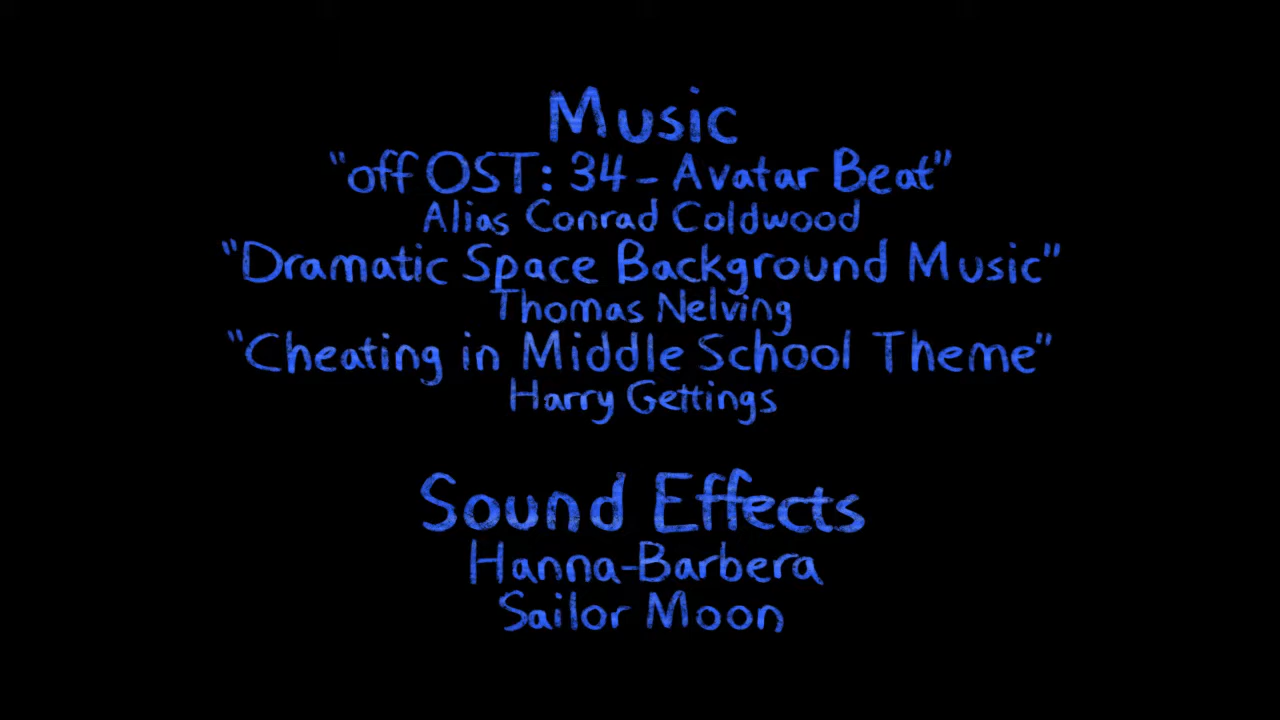 Music
"off OST: 34 - Avatar Beat"
Alias Conrad Coldwood
"Dramatic Space Background Music"
Thomas Nelving
"Cheating in Middle School Theme"
Harry Gettings
Sound Effects
Hanna-Barbera
Sailor Moon